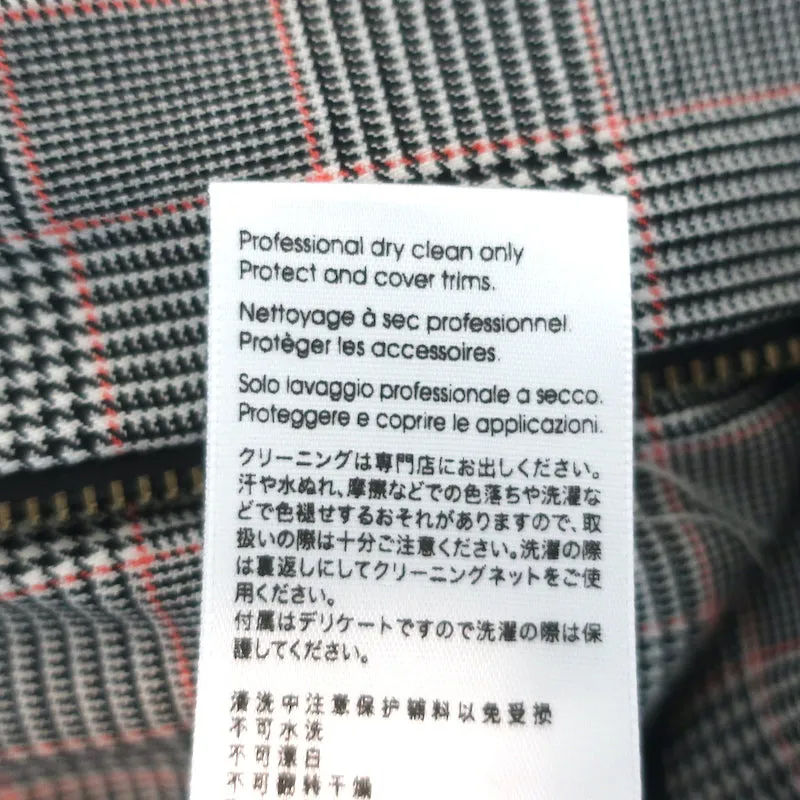 Professional dry clean only
Protect and cover trims.
Nettoyage à sec professionnel.
Protéger les accessoires.
Solo lavaggio professionale a secco.
Proteggere e coprire le applicazioni.
クリーニングは専門店にお出しください。
汗や水ぬれ、摩擦などでの色落ちや洗濯な
どで色褪せするおそれがありますので、取
扱いの際は十分ご注意ください。洗濯の際
は裏返しにしてクリーニングネットをご使
用ください。
付属はデリケートですので洗濯の際は保
護してください。
清洗中注意保护辅料以免受损
不可水洗
不可漂白
不可翻转干燥